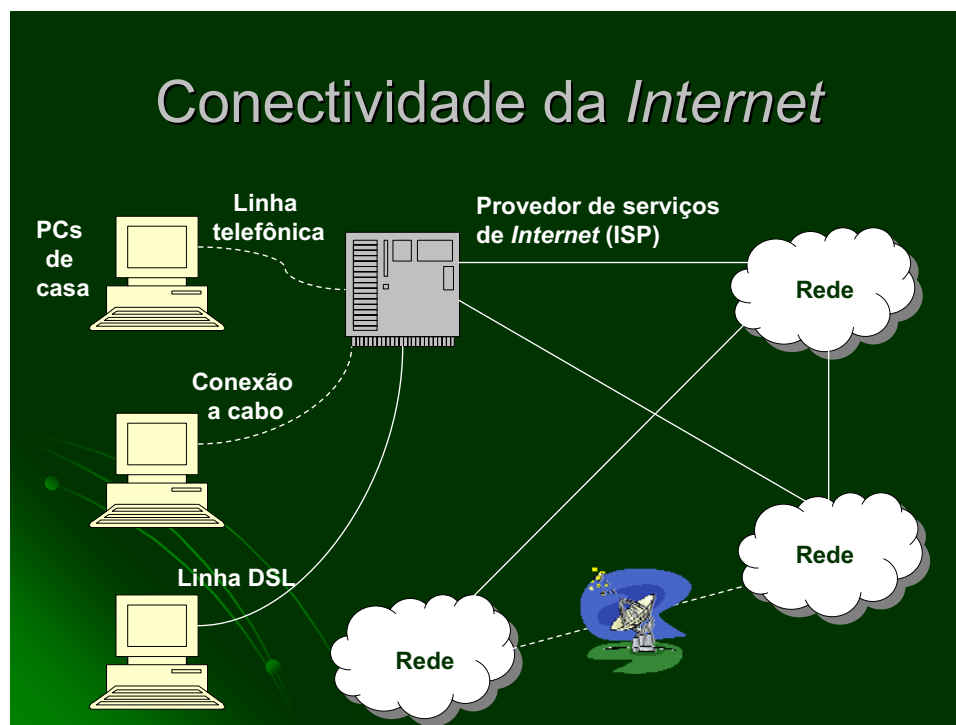 Conectividade da Internet
PCs
de
casa
Linha
telefônica
Provedor de serviços
de Internet (ISP)
Rede
Conexão
a cabo
Rede
Linha DSL
Rede